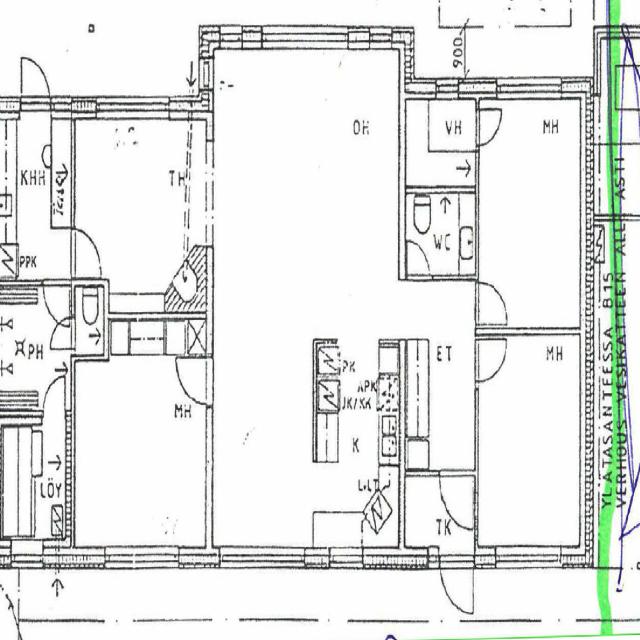 900
OH
VH
MH
KHH
TH
WC
PPK
PH
ET
MH
PK
APK
JK/KK
MH
K
LÖY
TK
YLÄTASANTEESSA B15
VERHOUS VESIKATTEEN ALLE ASTI